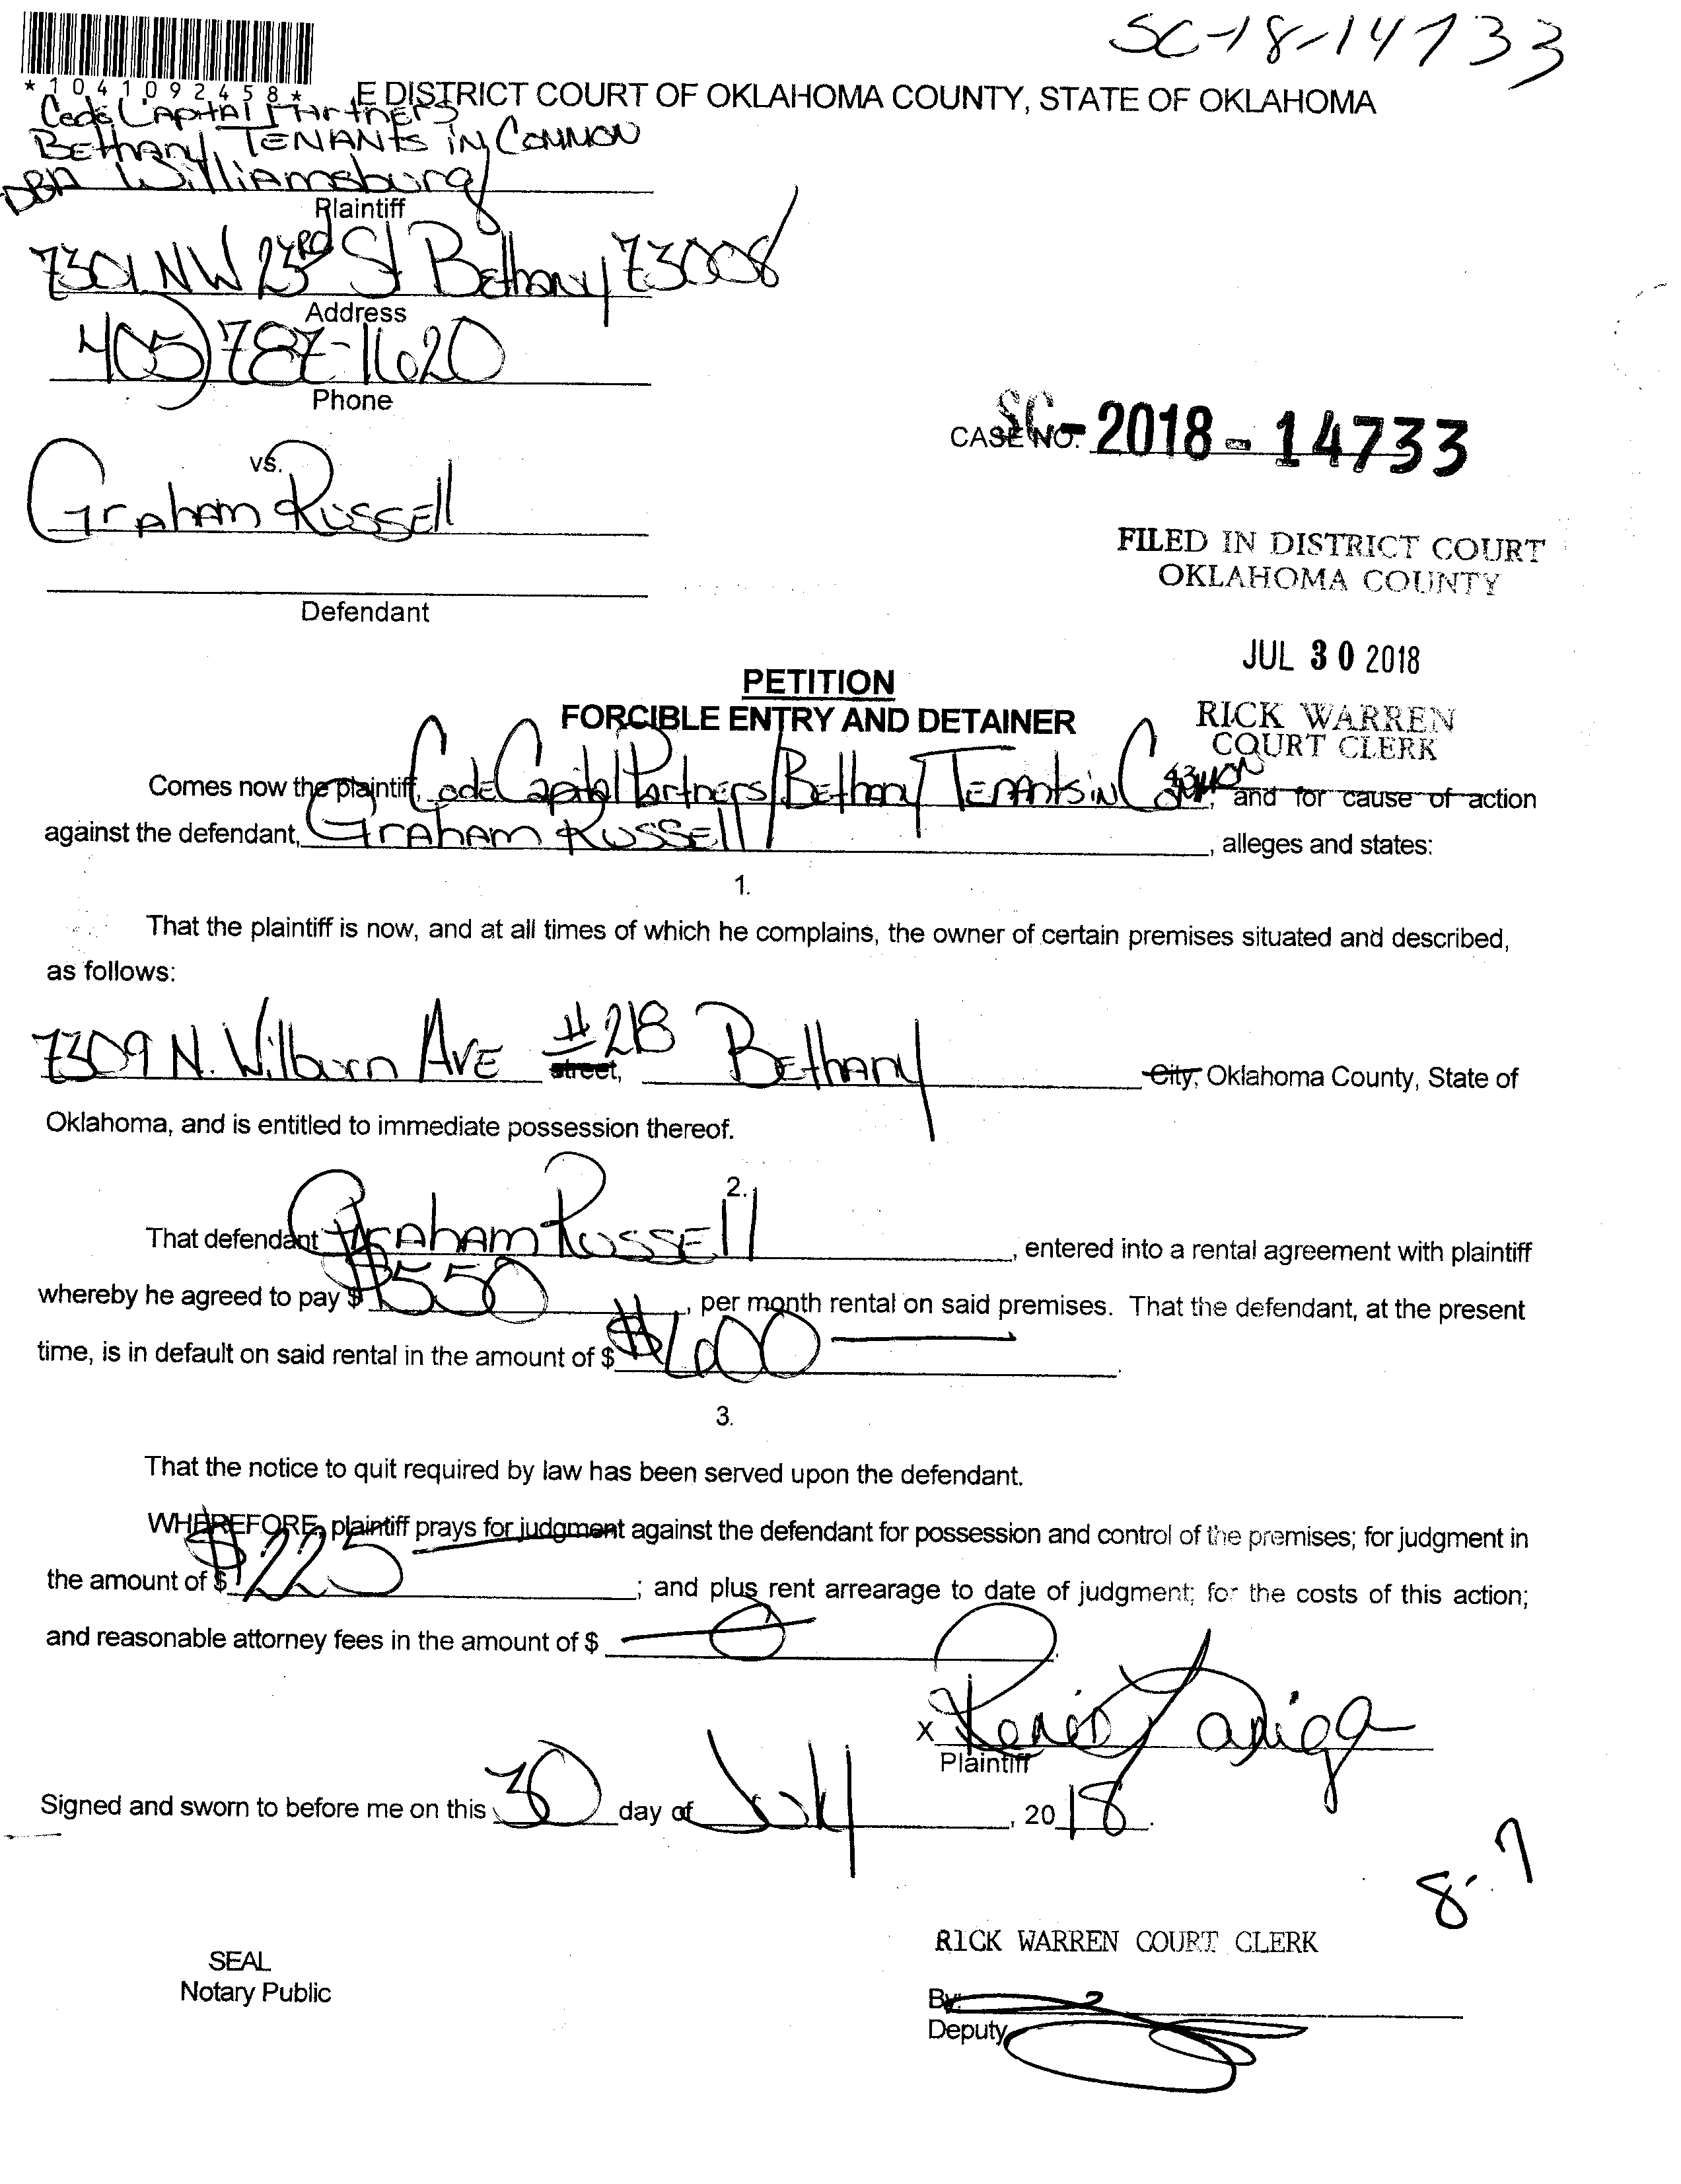 SC-18-14733
*1041092458*
E DISTRICT COURT OF OKLAHOMA COUNTY, STATE OF OKLAHOMA
Code CAPitAl PArtnerS
BEthany TENANts iN COMMON
DBA Williamsburg
Plaintiff
7301 NW 23RD St Bethany 73008
Address
405) 787-1620
Phone
SC-2018-14733
CASE NO.
vs.
GrAham RussEll
FILED IN DISTRICT COURT
OKLAHOMA COUNTY
Defendant
JUL 30 2018
PETITION
RICK WARREN
COURT CLERK
FORCIBLE ENTRY AND DETAINER
43
Comes now the plaintiff, Code Capital Partners/Bethany TENAntsiN COMMON, and for cause of action
against the defendant, GrAhAm RUSSEll, alleges and states:
1.
That the plaintiff is now, and at all times of which he complains, the owner of certain premises situated and described,
as follows:
7309 N. Wilburn AVE #218 street, BEthany City, Oklahoma County, State of
Oklahoma, and is entitled to immediate possession thereof.
2.
That defendant GrAhAm RUSSEll, entered into a rental agreement with plaintiff
whereby he agreed to pay $ $550, per month rental on said premises. That the defendant, at the present
time, is in default on said rental in the amount of $ $600.
3.
That the notice to quit required by law has been served upon the defendant.
WHEREFORE, plaintiff prays for judgment against the defendant for possession and control of the premises; for judgment in
the amount of $ $225; and plus rent arrearage to date of judgment; for the costs of this action;
and reasonable attorney fees in the amount of $ 0.
X
Plaintiff
Signed and sworn to before me on this 30 day of July, 2018.
8-7
RICK WARREN COURT CLERK
SEAL
Notary Public
By:
Deputy